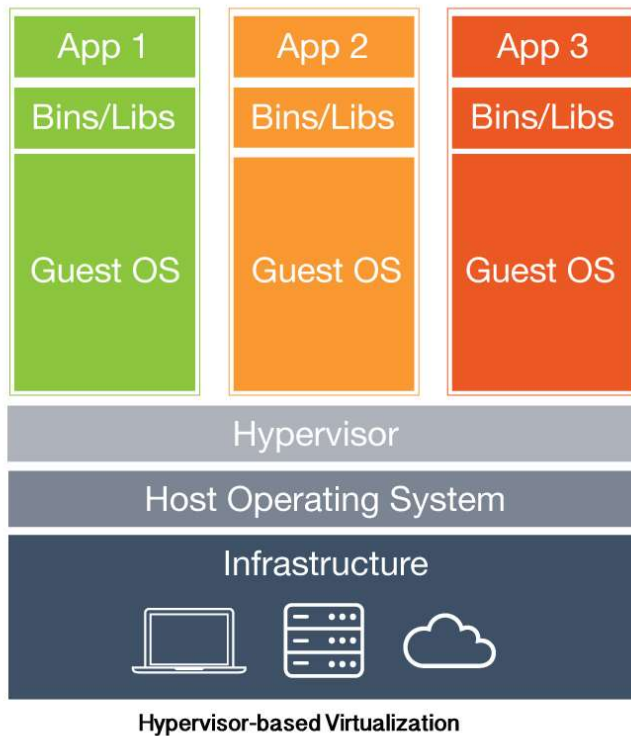 App 1
App 2
App 3
Bins/Libs
Bins/Libs
Bins/Libs
Guest OS
Guest OS
Guest OS
Hypervisor
Host Operating System
Infrastructure
Hypervisor-based Virtualization